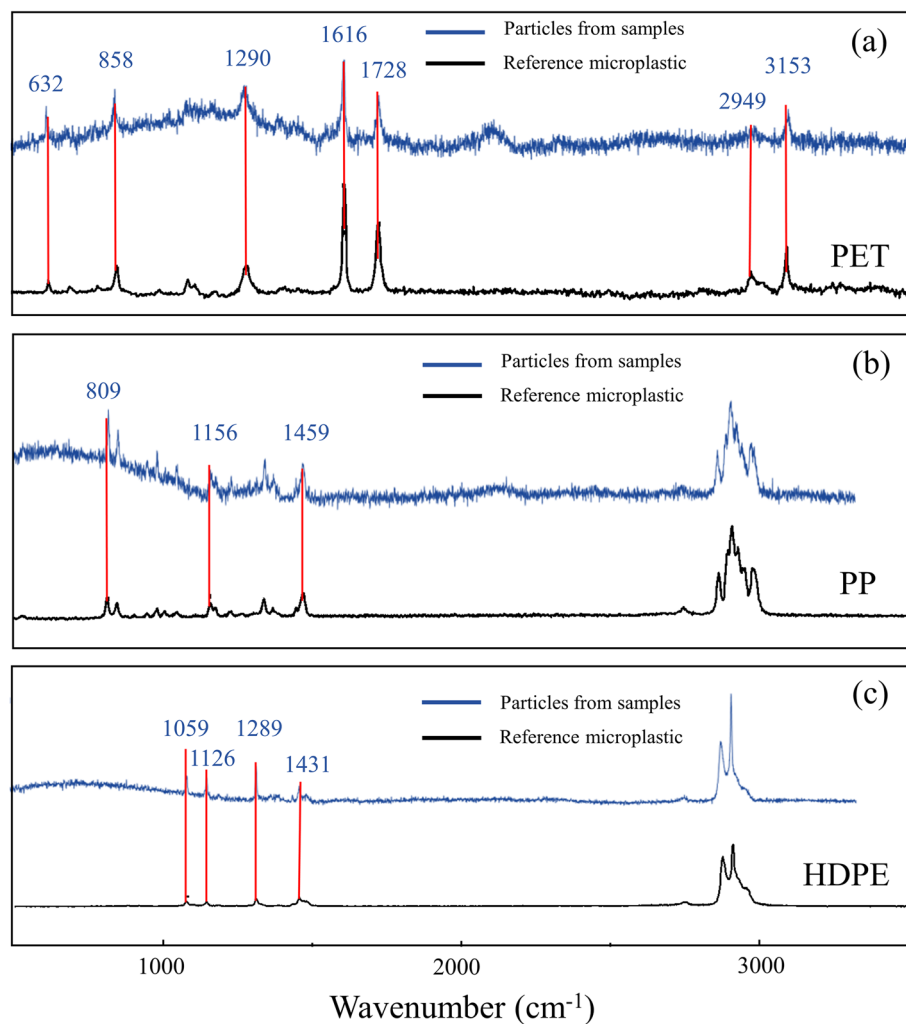 Particles from samples
Reference microplastic
(a)
632
858
1290
1616
1728
2949
3153
PET
Particles from samples
Reference microplastic
(b)
809
1156
1459
PP
Particles from samples
Reference microplastic
(c)
1059
1126
1289
1431
HDPE
1000 2000 3000
Wavenumber (cm⁻¹)